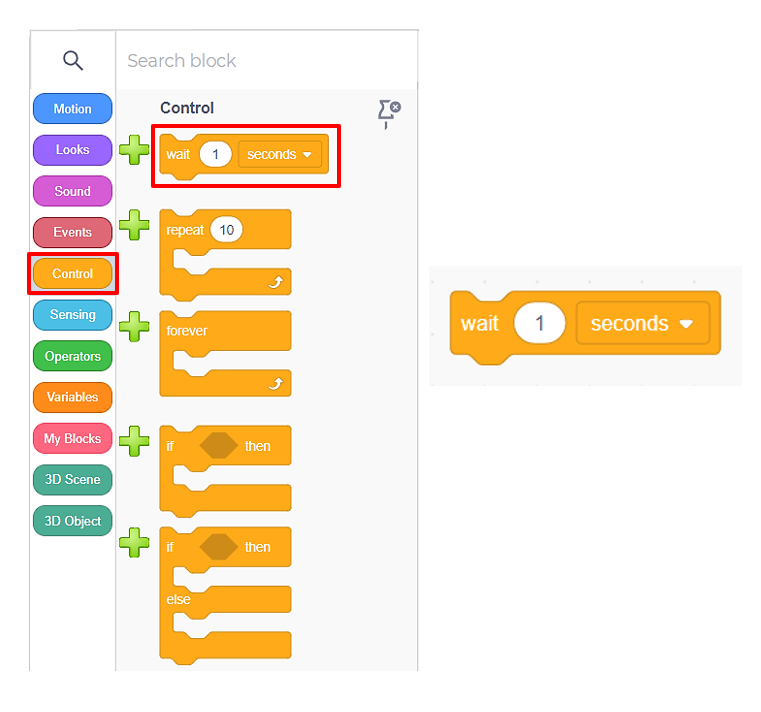 Search block
Motion
Looks
Sound
Events
Control
Sensing
Operators
Variables
My Blocks
3D Scene
3D Object
Control
wait 1 seconds
repeat 10
forever
if then
if then
else
wait 1 seconds